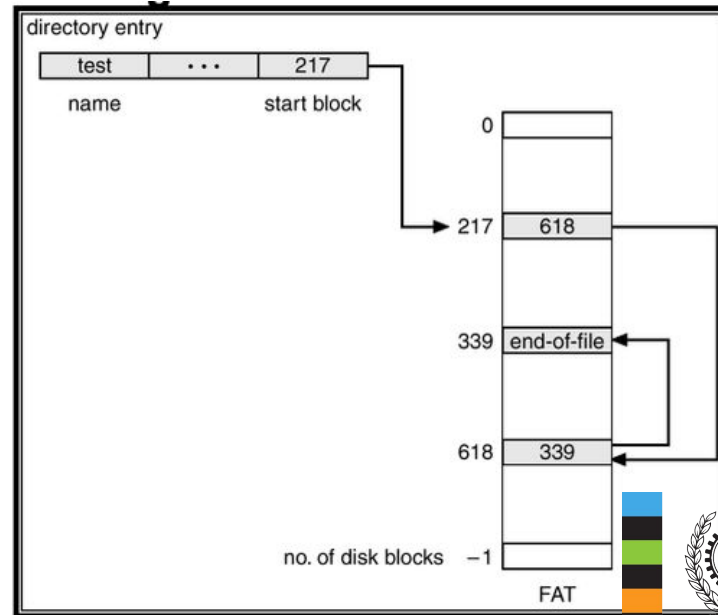 directory entry
test ... 217
name start block
0
217 618
339 end-of-file
618 339
no. of disk blocks –1
FAT